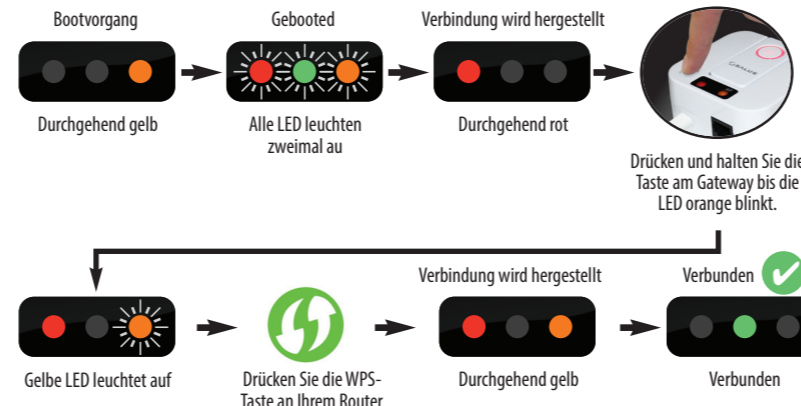 Bootvorgang
Gebooted
Verbindung wird hergestellt
Durchgehend gelb
Alle LED leuchten
zweimal au
Durchgehend rot
Drücken und halten Sie die
Taste am Gateway bis die
LED orange blinkt.
Verbindung wird hergestellt
Verbunden
Gelbe LED leuchtet auf
Drücken Sie die WPS-
Taste an Ihrem Router
Durchgehend gelb
Verbunden